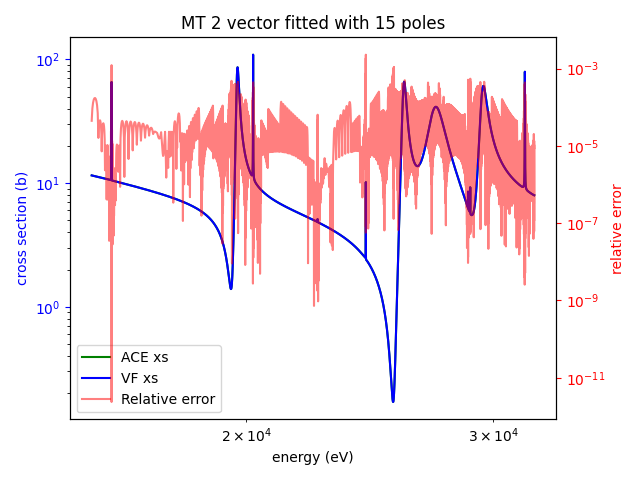 MT 2 vector fitted with 15 poles
10²
10¹
10⁰
cross section (b)
10⁻³
10⁻⁵
10⁻⁷
10⁻⁹
10⁻¹¹
relative error
ACE xs
VF xs
Relative error
2 × 10⁴
3 × 10⁴
energy (eV)